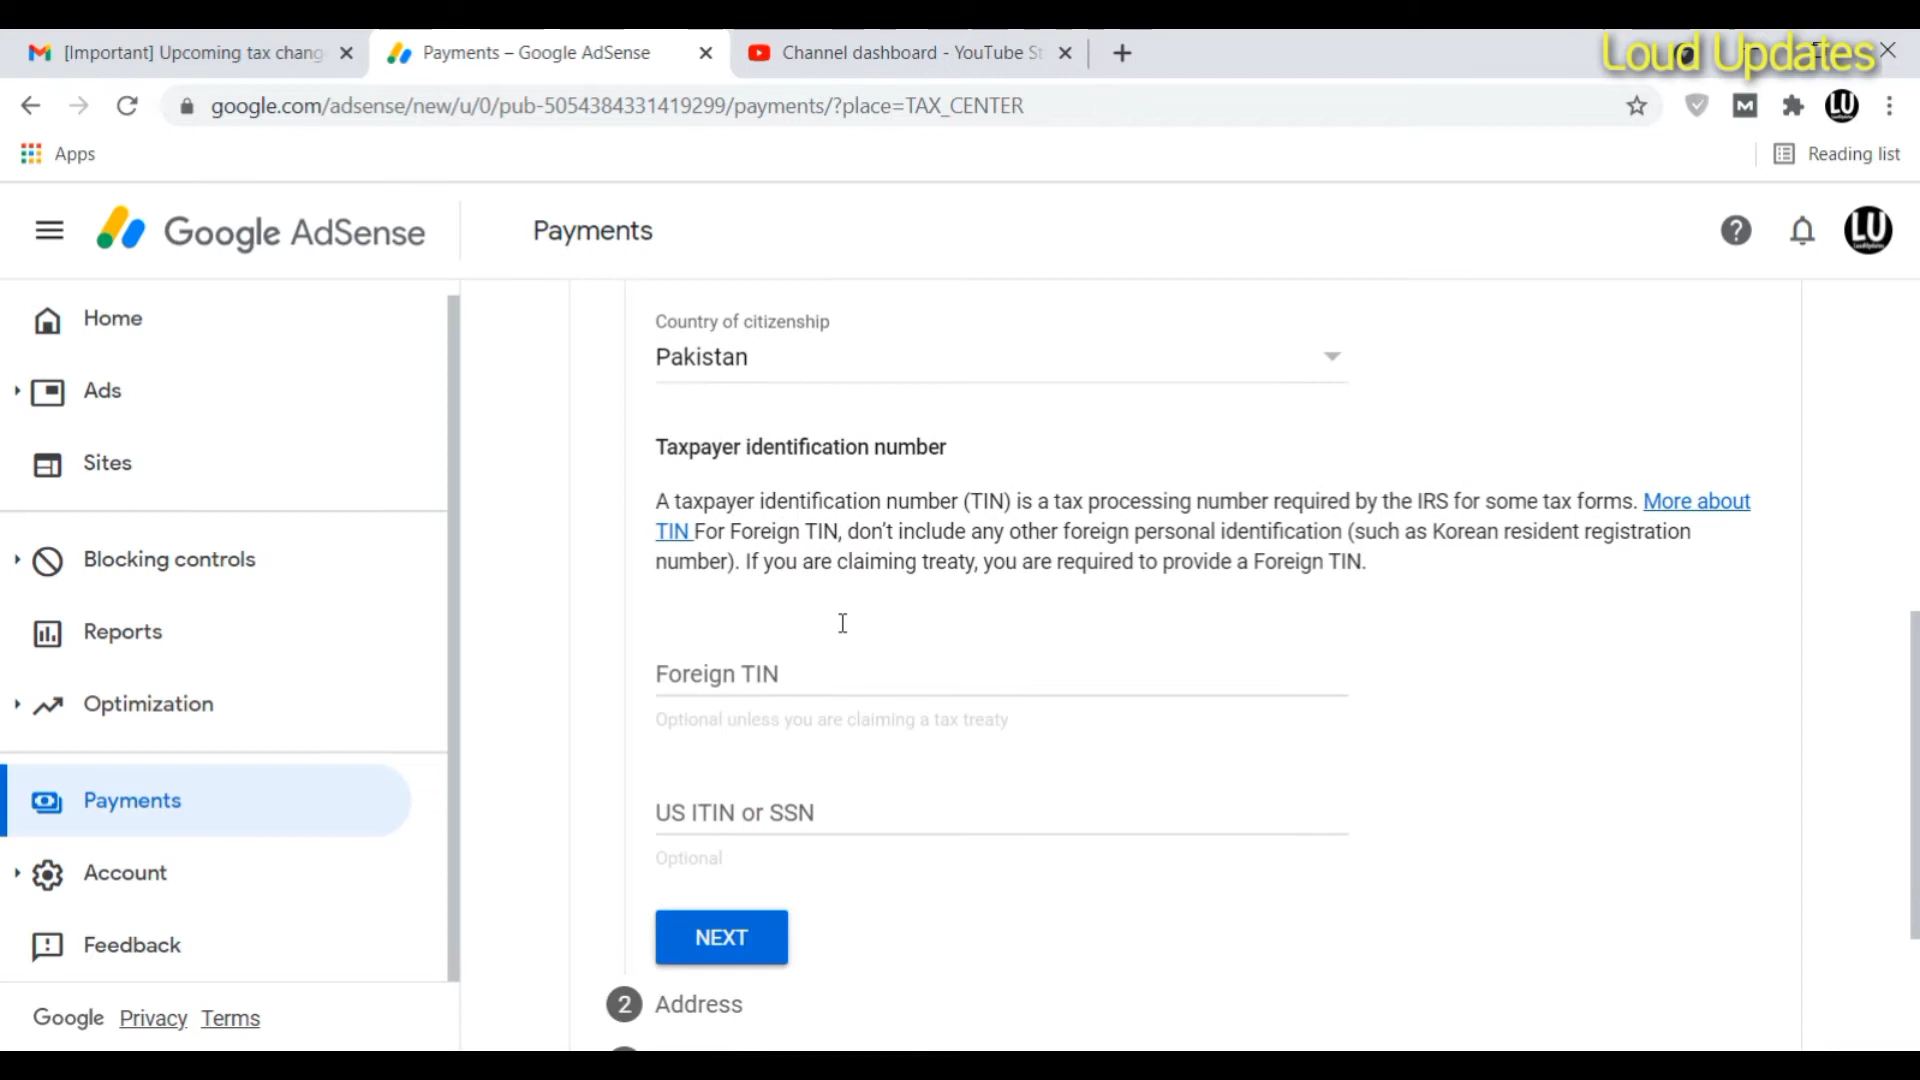 [Important] Upcoming tax chang
Payments – Google AdSense
Channel dashboard - YouTube St
Loud Updates
google.com/adsense/new/u/0/pub-5054384331419299/payments/?place=TAX_CENTER
M
LU
Apps
Reading list
Google AdSense
Payments
LU
Home
Ads
Sites
Blocking controls
Reports
Optimization
Payments
Account
Feedback
Google Privacy Terms
Country of citizenship
Pakistan
Taxpayer identification number
A taxpayer identification number (TIN) is a tax processing number required by the IRS for some tax forms. More about
TIN For Foreign TIN, don't include any other foreign personal identification (such as Korean resident registration
number). If you are claiming treaty, you are required to provide a Foreign TIN.
Foreign TIN
Optional unless you are claiming a tax treaty
US ITIN or SSN
Optional
NEXT
2 Address